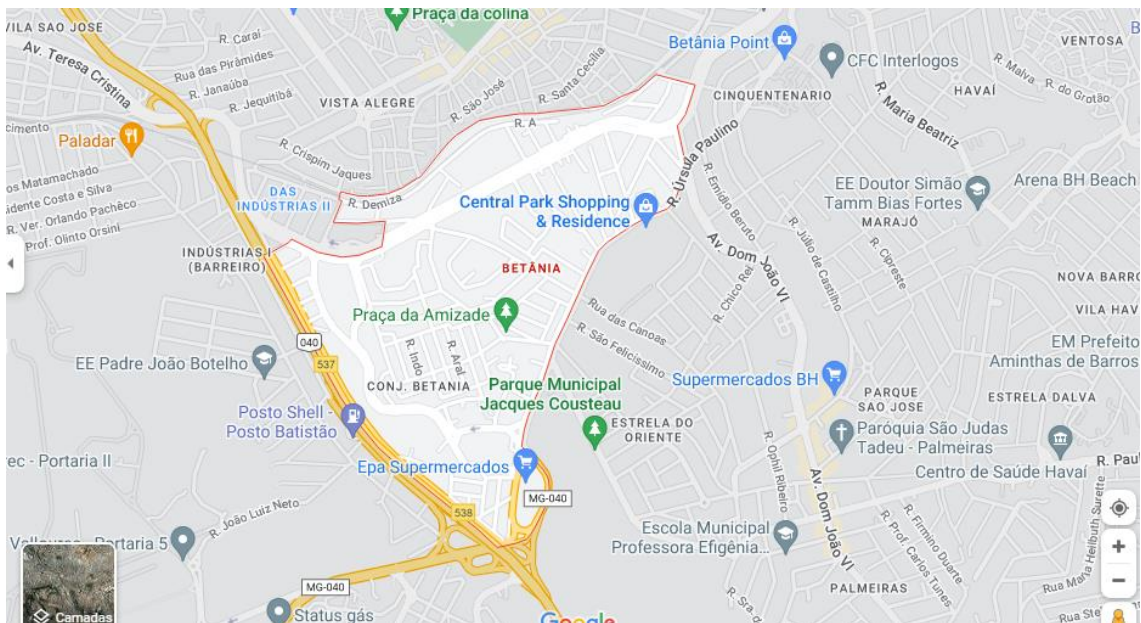 Praça da colina
VILA SAO JOSE
R. Caraí
Betânia Point
VENTOSA
Av. Teresa Cristina
Rua das Pirâmides
R. Janaúba
R. Jequitibá
R. São José
R. Santa Cecília
CFC Interlogos
HAVAÍ
R. Malva
R. do Grotão
VISTA ALEGRE
CINQUENTENARIO
R. Maria Beatriz
Paladar
R. A
R. Crispim Jaques
R. Úrsula Paulino
R. Emídio Beruto
EE Doutor Simão
Tamm Bias Fortes
Arena BH Beach
DAS
INDÚSTRIAS II
R. Demiza
Central Park Shopping
& Residence
MARAJÓ
R. Ver. Orlando Pachêco
R. Prof. Olinto Orsini
INDÚSTRIAS I
(BARREIRO)
BETÂNIA
Av. Dom João VI
R. Júlio de Castilho
R. Cipreste
R. Chico Rei
NOVA BARRO
Praça da Amizade
Rua das Canoas
R. São Felicíssimo
VILA HAV
040
537
EE Padre João Botelho
R. Indo
R. Aral
CONJ. BETANIA
EM Prefeito
Aminthas de Barros
Parque Municipal
Jacques Cousteau
Supermercados BH
PARQUE
SAO JOSE
ESTRELA DALVA
Posto Shell -
Posto Batistão
ESTRELA DO
ORIENTE
Paróquia São Judas
Tadeu - Palmeiras
Epa Supermercados
R. Ophil Ribeiro
Centro de Saúde Havaí
R. Pau
rec - Portaria II
MG-040
538
R. João Luiz Neto
Av. Dom João VI
Escola Municipal
Professora Efigênia...
R. Firmino Duarte
R. Prof. Carlos Tunes
Rua Maria Heilbuth Surette
Portaria 5
MG-040
PALMEIRAS
Camadas
Status gás
Google
R. Sra. d
Rua Ste